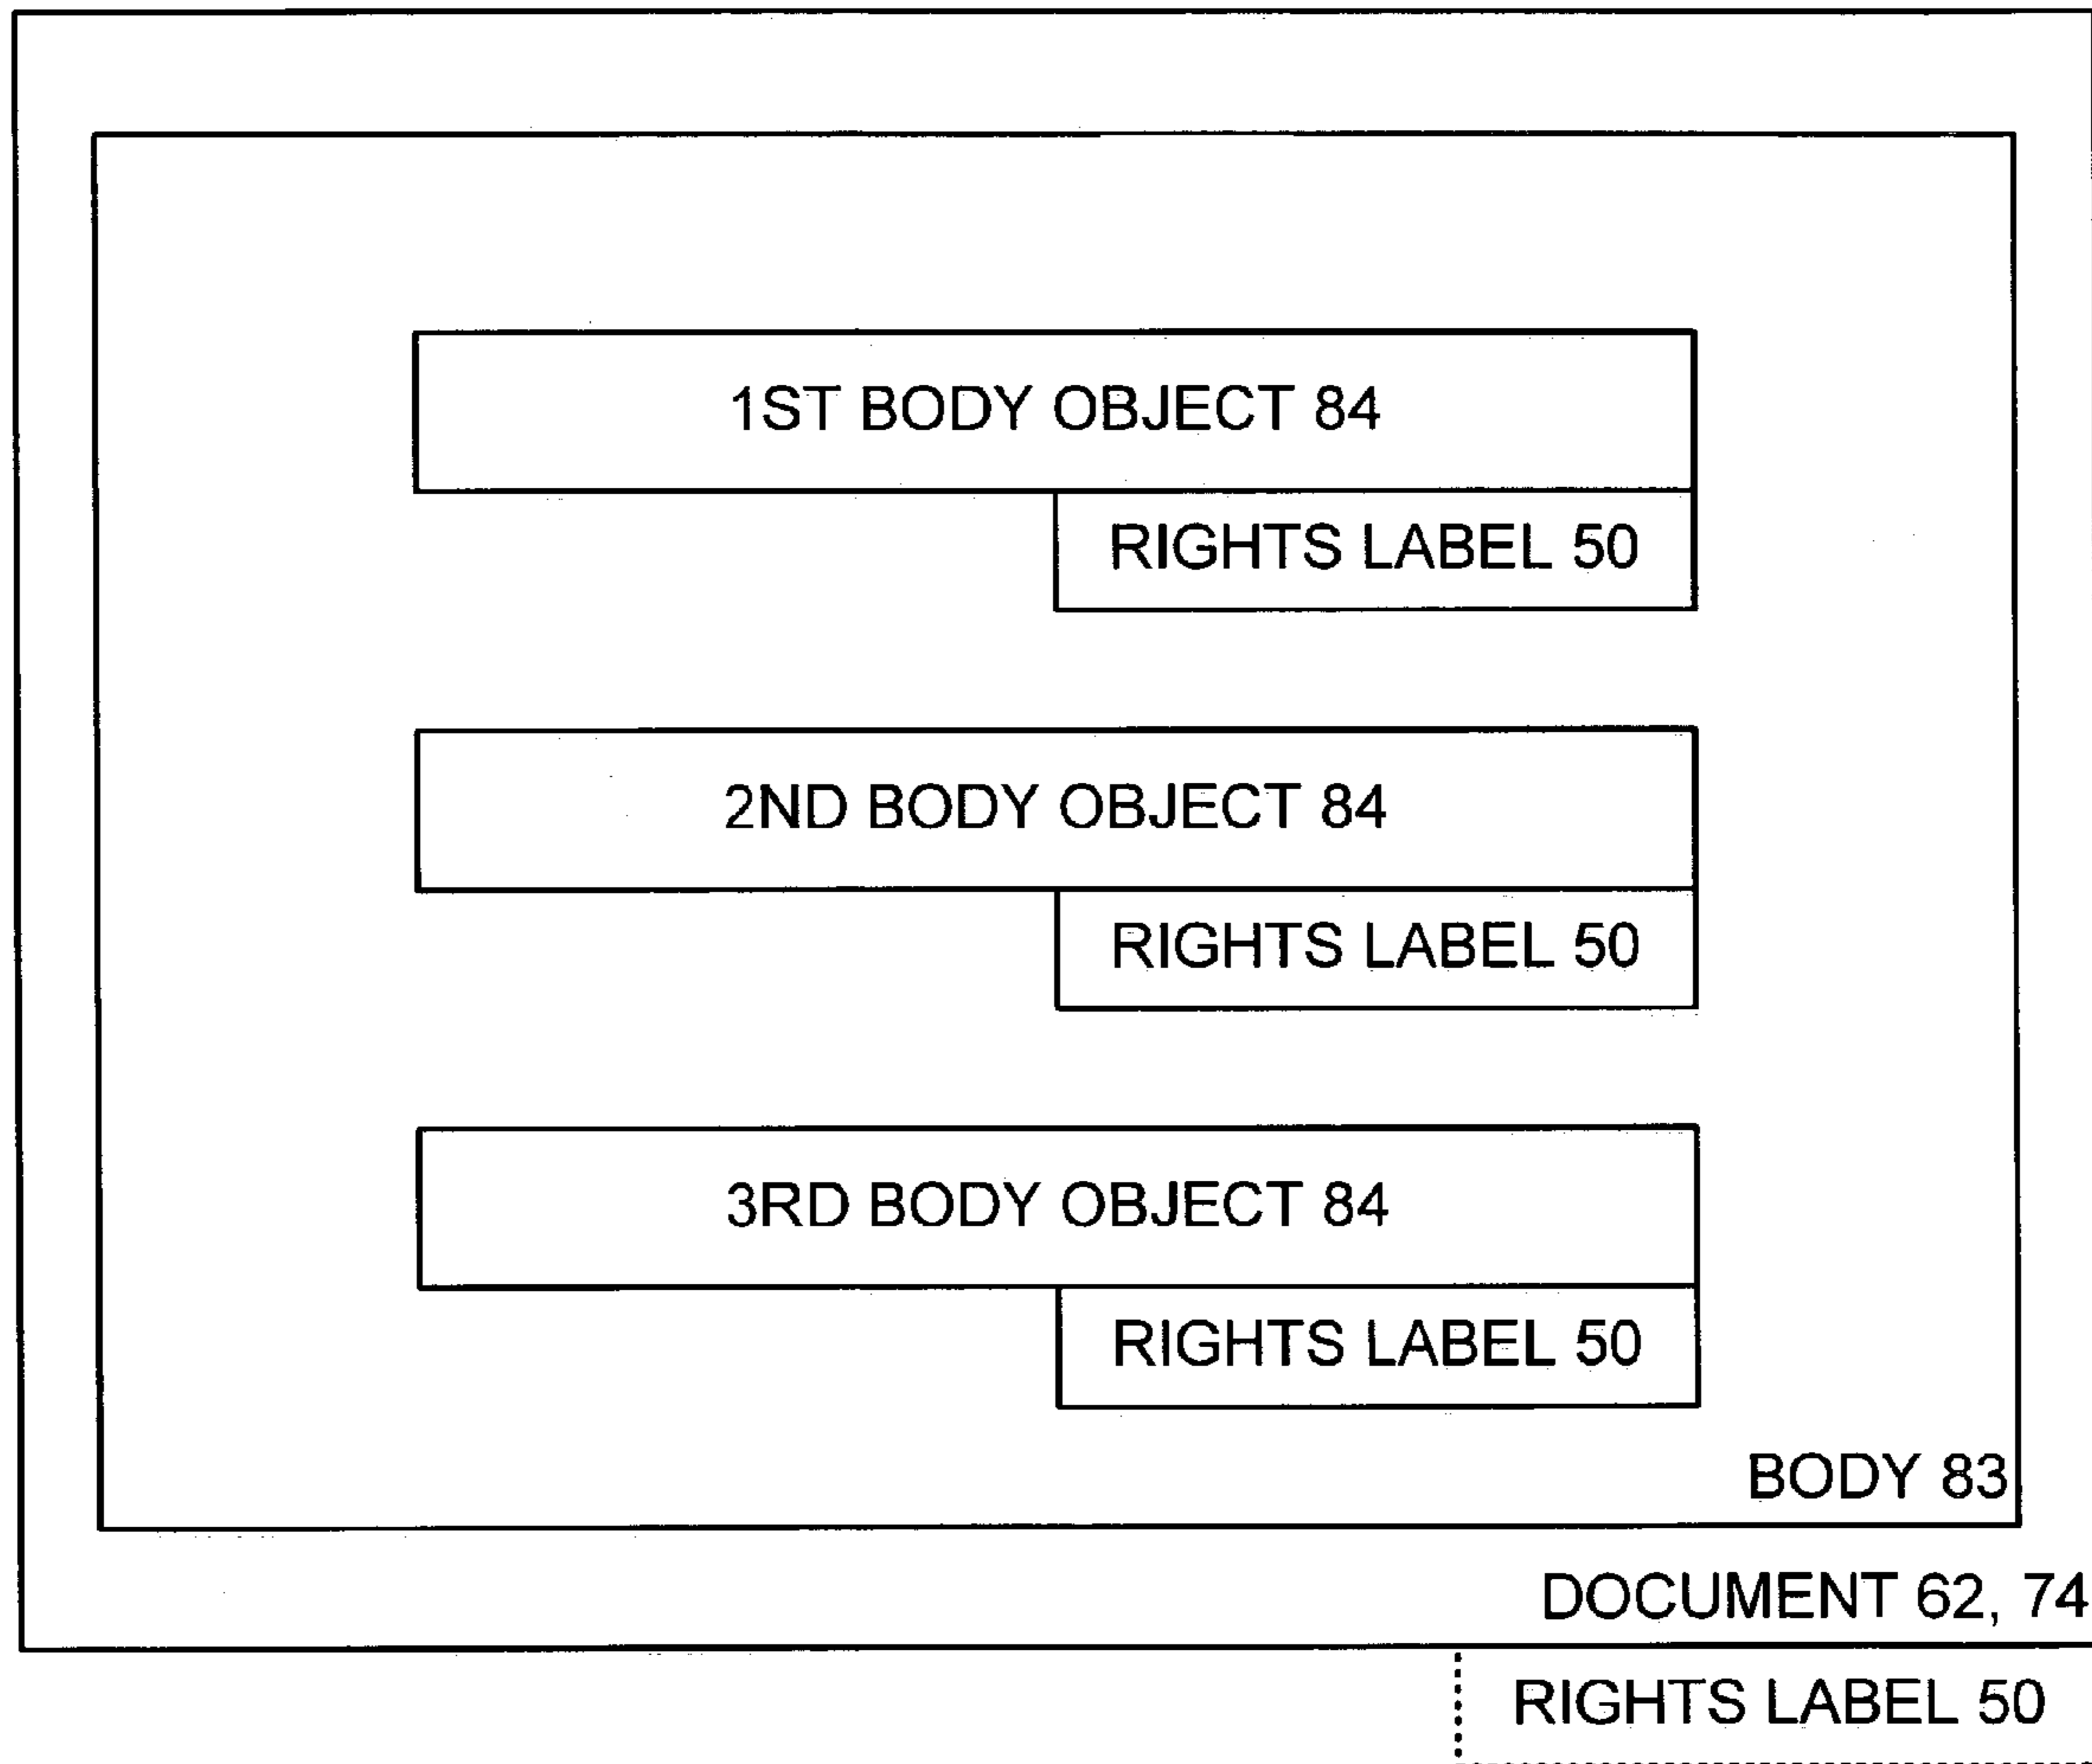 1ST BODY OBJECT 84
RIGHTS LABEL 50
2ND BODY OBJECT 84
RIGHTS LABEL 50
3RD BODY OBJECT 84
RIGHTS LABEL 50
BODY 83
DOCUMENT 62, 74
RIGHTS LABEL 50